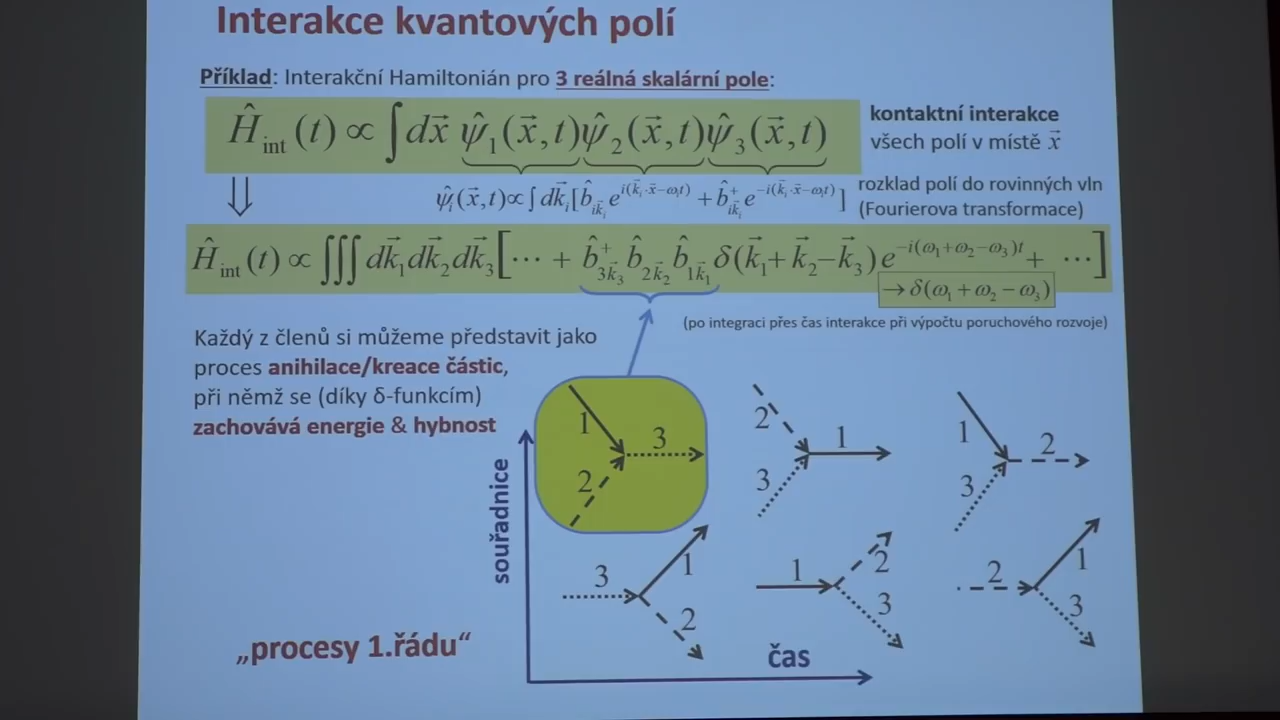 Interakce kvantových polí
Příklad: Interakční Hamiltonián pro 3 reálná skalární pole:
Ĥ_int (t) ∝ ∫ dx⃗ ψ̂₁(x⃗,t)ψ̂₂(x⃗,t)ψ̂₃(x⃗,t)
kontaktní interakce
všech polí v místě x⃗
⇓
ψ̂ᵢ(x⃗,t)∝∫dk⃗ᵢ[b̂_{ik⃗ᵢ} e^{i(k⃗ᵢ·x⃗−ωᵢt)} + b̂⁺_{ik⃗ᵢ} e^{−i(k⃗ᵢ·x⃗−ωᵢt)}]
rozklad polí do rovinných vln
(Fourierova transformace)
Ĥ_int (t) ∝ ∫∫∫ dk⃗₁dk⃗₂dk⃗₃[⋯ + b̂⁺_{3k⃗₃} b̂_{2k⃗₂} b̂_{1k⃗₁} δ(k⃗₁+k⃗₂−k⃗₃)e^{−i(ω₁+ω₂−ω₃)t} + ⋯]
→δ(ω₁+ω₂−ω₃)
(po integraci přes čas interakce při výpočtu poruchového rozvoje)
Každý z členů si můžeme představit jako
proces anihilace/kreace částic,
při němž se (díky δ-funkcím)
zachovává energie & hybnost
souřadnice
1
2
3
2
3
1
1
3
2
3
1
2
1
2
3
2
1
3
„procesy 1.řádu“
čas